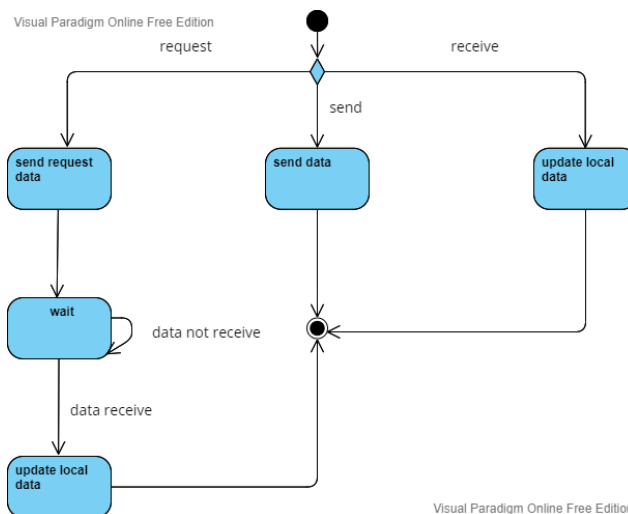 Visual Paradigm Online Free Edition
request
receive
send
send request
data
send data
update local
data
wait
data not receive
data receive
update local
data
Visual Paradigm Online Free Edition